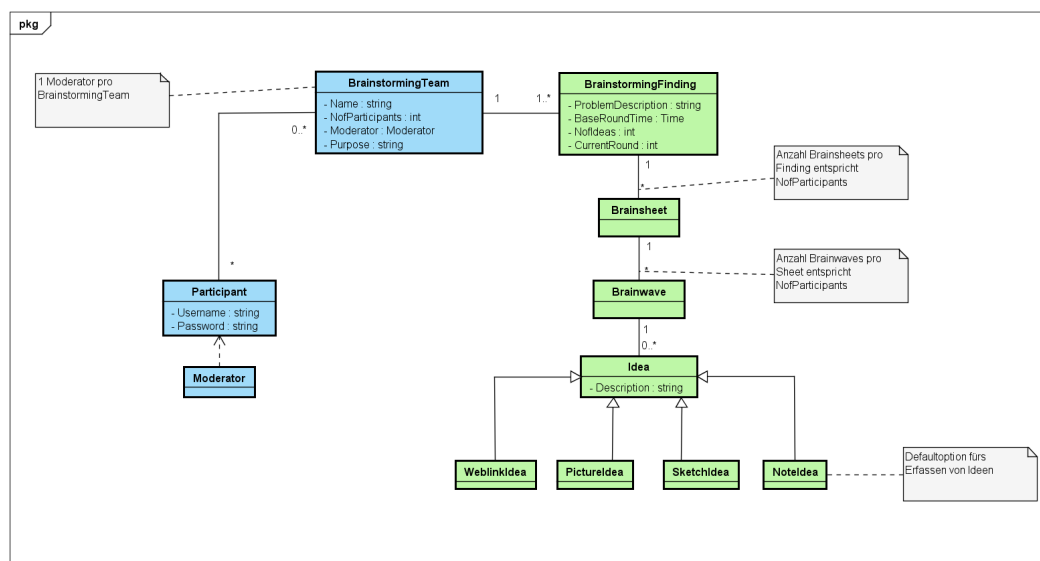 pkg
1 Moderator pro
BrainstormingTeam
BrainstormingTeam
- Name : string
- NofParticipants : int
- Moderator : Moderator
- Purpose : string
1
1..*
0..*
BrainstormingFinding
- ProblemDescription : string
- BaseRoundTime : Time
- NofIdeas : int
- CurrentRound : int
1
*
Anzahl Brainsheets pro
Finding entspricht
NofParticipants
Brainsheet
1
*
Anzahl Brainwaves pro
Sheet entspricht
NofParticipants
*
Participant
- Username : string
- Password : string
Brainwave
1
0..*
Moderator
Idea
- Description : string
WeblinkIdea
PictureIdea
SketchIdea
NoteIdea
Defaultoption fürs
Erfassen von Ideen